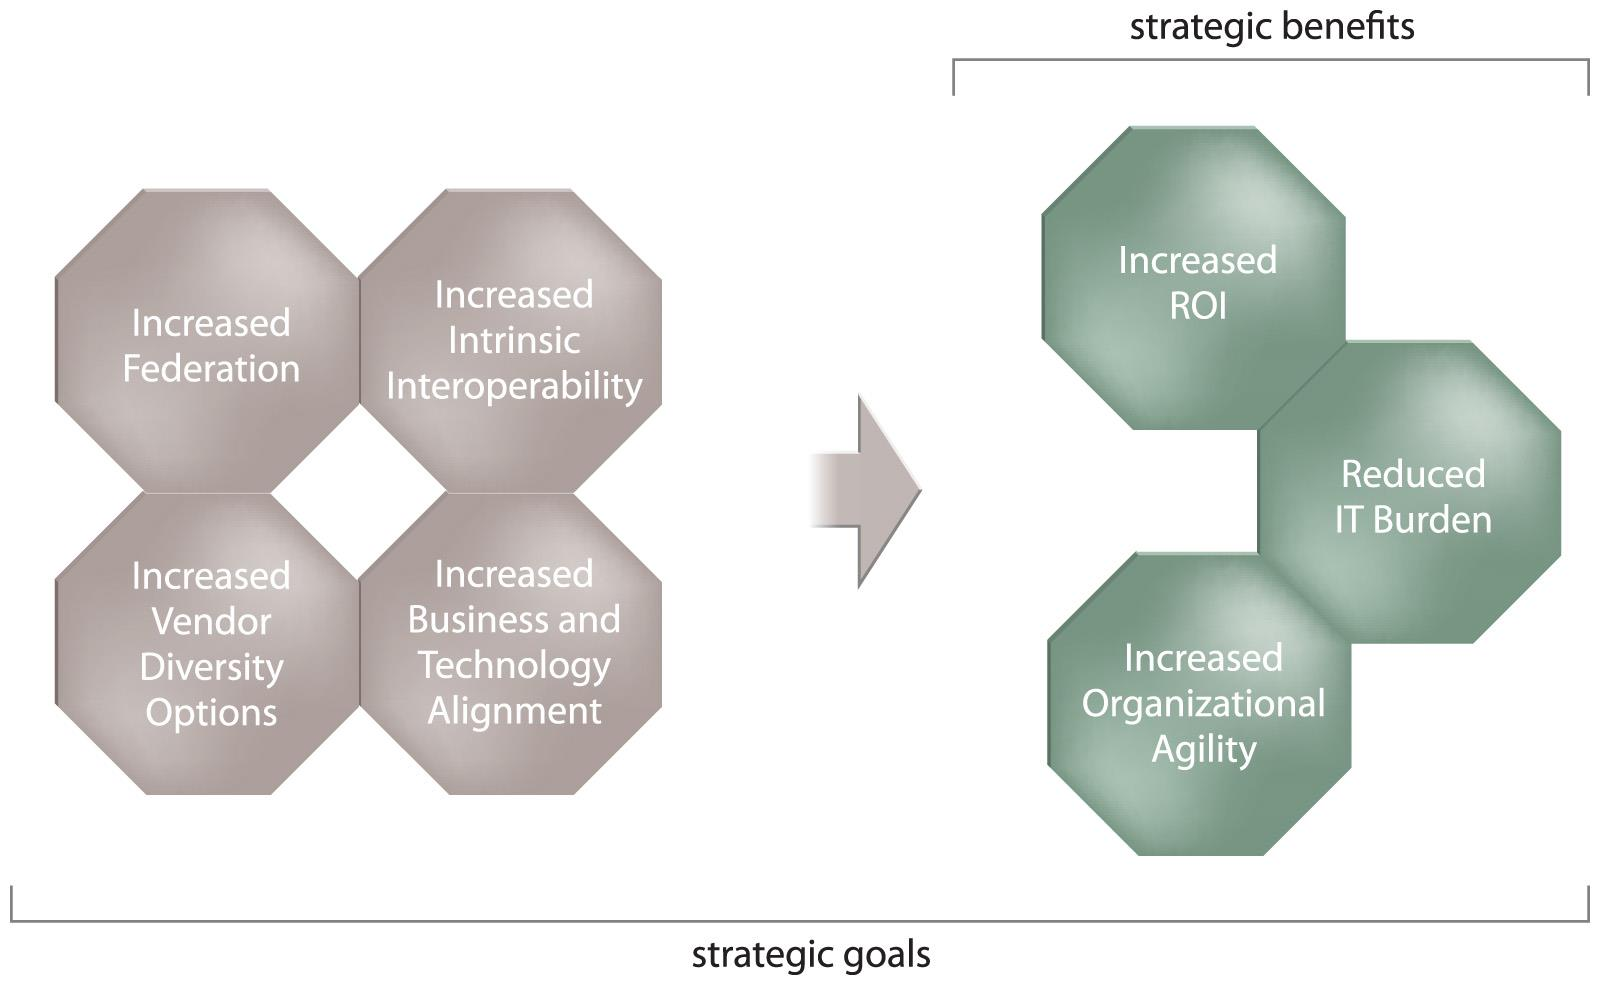 strategic benefits
Increased
Federation
Increased
Intrinsic
Interoperability
Increased
Vendor
Diversity
Options
Increased
Business and
Technology
Alignment
Increased
ROI
Reduced
IT Burden
Increased
Organizational
Agility
strategic goals